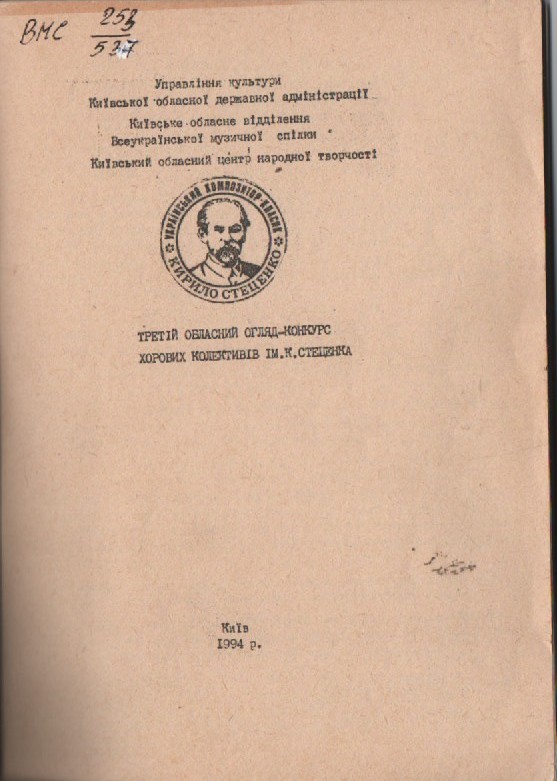 ВМС 253
537
Управління культури
Київської обласної державної адміністрації
Київське обласне відділення
Всеукраїнської музичної спілки
Київський обласний центр народної творчості
УКРАЇНСЬКИЙ КОМПОЗИТОР-КЛАСИК
КИРИЛО СТЕЦЕНКО
ТРЕТІЙ ОБЛАСНИЙ ОГЛЯД-КОНКУРС
ХОРОВИХ КОЛЕКТИВІВ ІМ.К.СТЕЦЕНКА
Київ
1994 р.